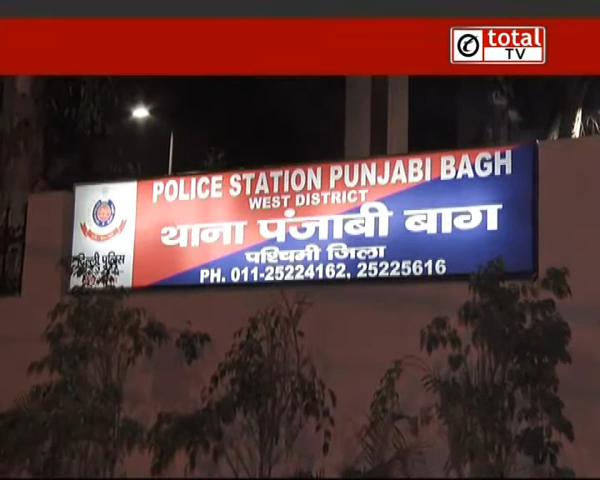 total
TV
POLICE STATION PUNJABI BAGH
WEST DISTRICT
थाना पंजाबी बाग
पश्चिमी जिला
PH. 011-25224162, 25225616
दिल्ली पुलिस